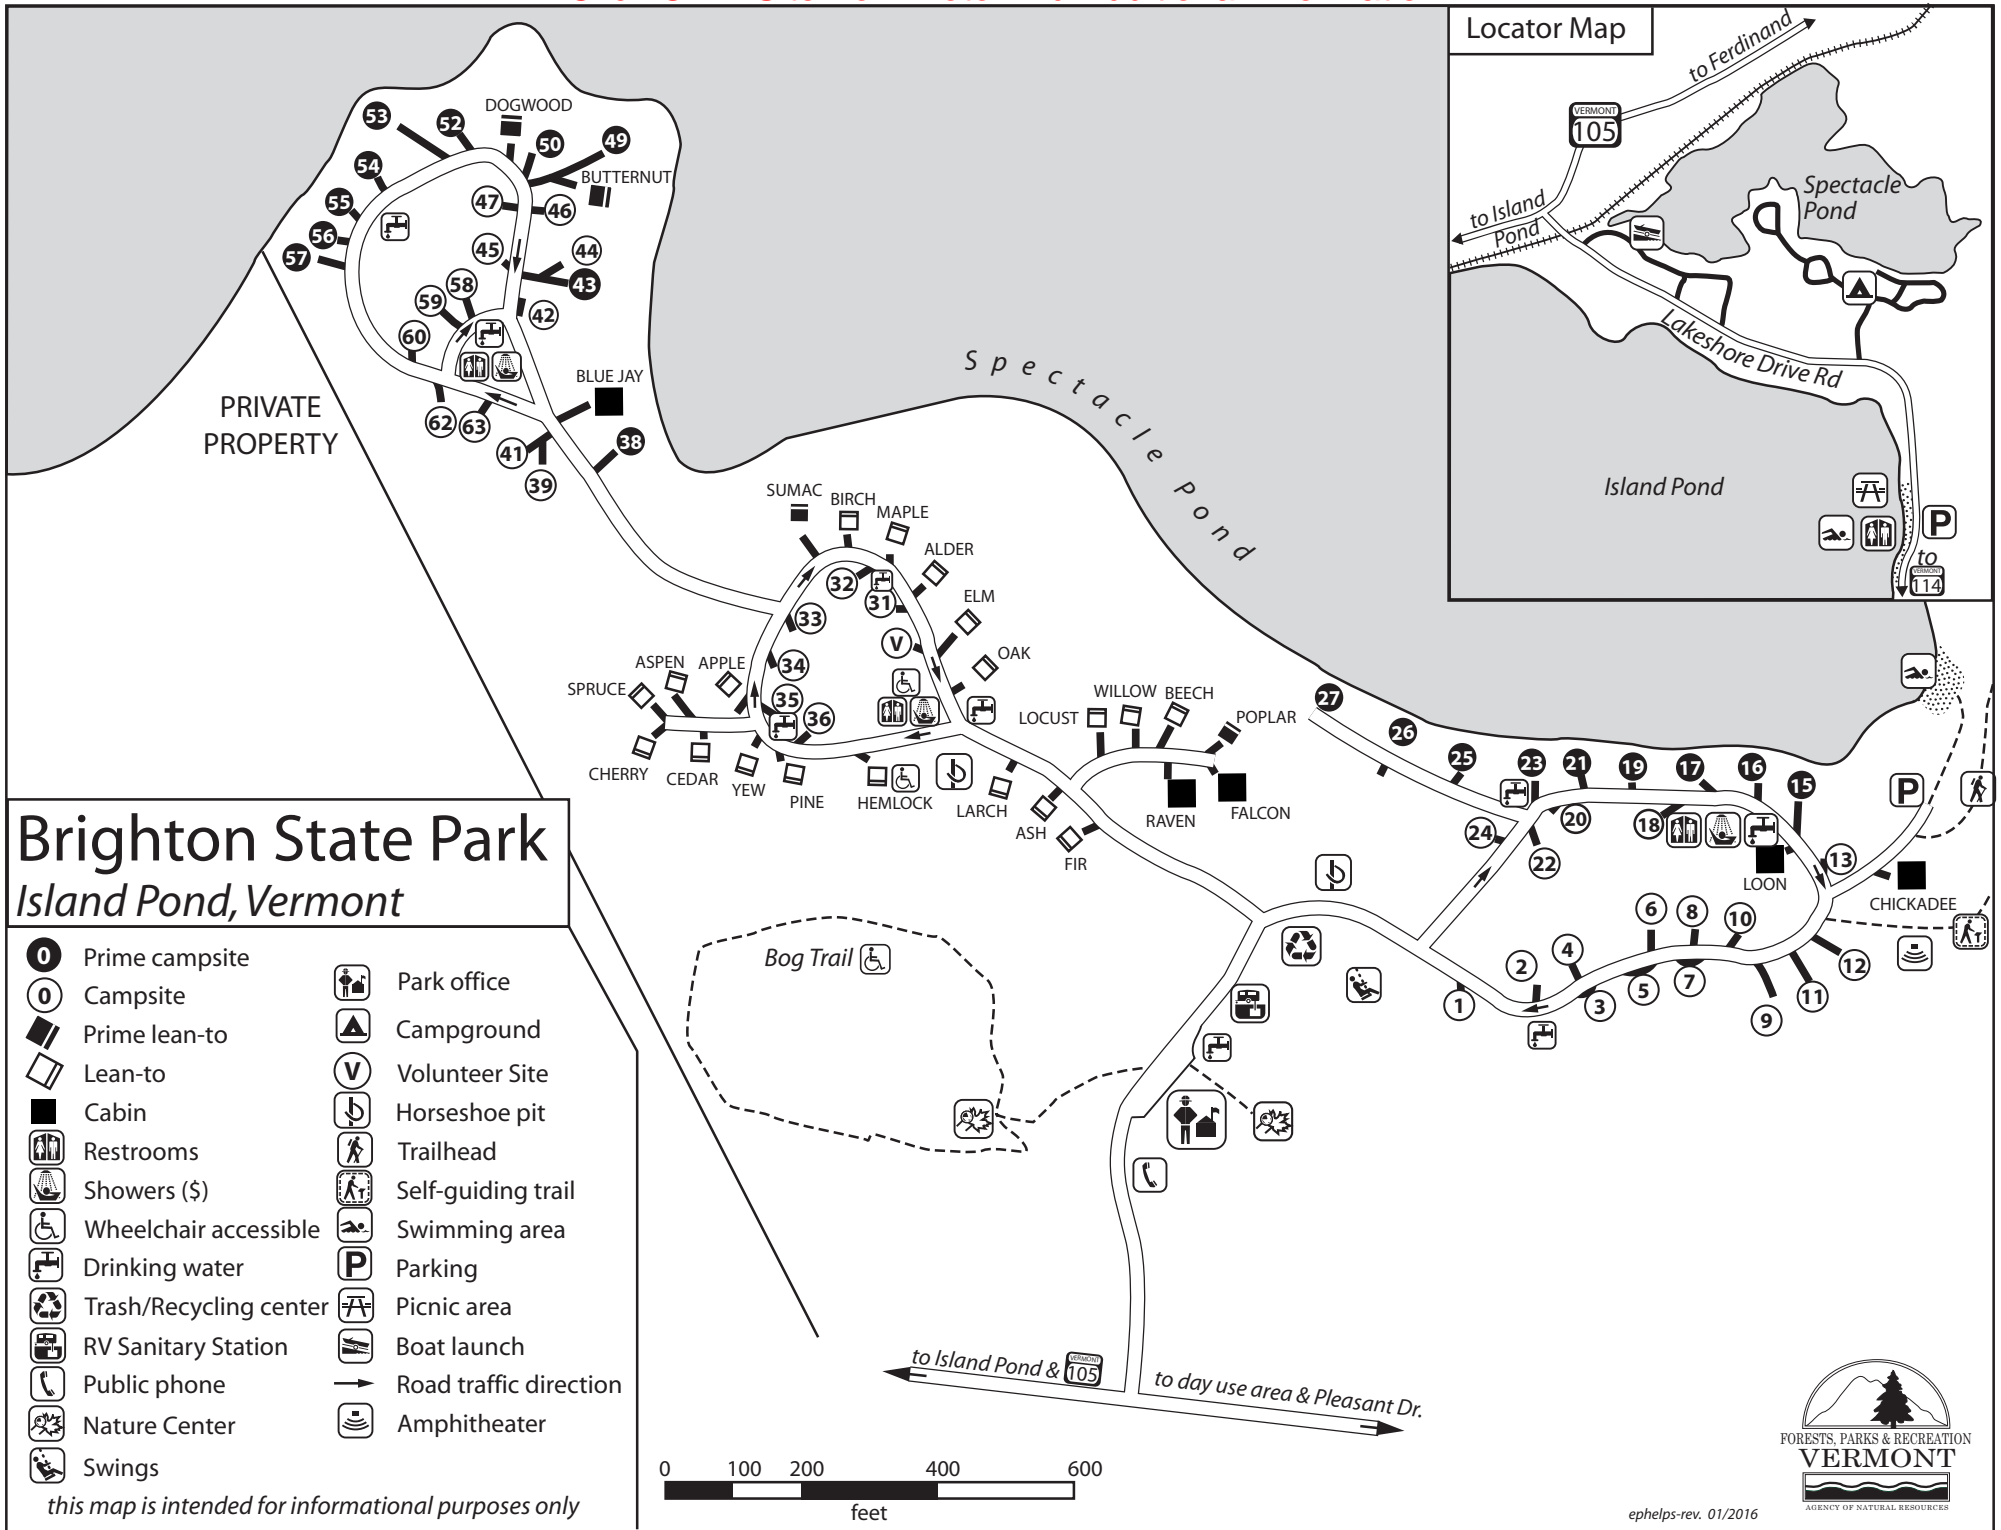 Locator Map
to Ferdinand
VERMONT
105
to Island
Pond
Spectacle
Pond
Lakeshore Drive Rd
Island Pond
P
to
VERMONT
114
53
52
DOGWOOD
50
49
BUTTERNUT
54
55
56
57
47
46
45
44
43
58
59
42
60
62
63
BLUE JAY
41
39
38
PRIVATE
PROPERTY
Spectacle Pond
SUMAC
BIRCH
MAPLE
ALDER
ELM
OAK
32
31
33
V
34
35
36
ASPEN
APPLE
SPRUCE
CHERRY
CEDAR
YEW
PINE
HEMLOCK
LARCH
ASH
FIR
LOCUST
WILLOW
BEECH
POPLAR
RAVEN
FALCON
27
26
25
23
21
19
17
16
15
24
22
20
18
LOON
13
P
CHICKADEE
6
8
10
4
2
1
3
5
7
9
11
12
Bog Trail
Brighton State Park
Island Pond, Vermont
0 Prime campsite
0 Campsite
Prime lean-to
Lean-to
Cabin
Restrooms
Showers ($)
Wheelchair accessible
Drinking water
Trash/Recycling center
RV Sanitary Station
Public phone
Nature Center
Swings
Park office
Campground
V Volunteer Site
Horseshoe pit
Trailhead
Self-guiding trail
Swimming area
P Parking
Picnic area
Boat launch
Road traffic direction
Amphitheater
this map is intended for informational purposes only
to Island Pond & VERMONT 105
to day use area & Pleasant Dr.
0 100 200 400 600
feet
FORESTS, PARKS & RECREATION
VERMONT
AGENCY OF NATURAL RESOURCES
ephelps-rev. 01/2016